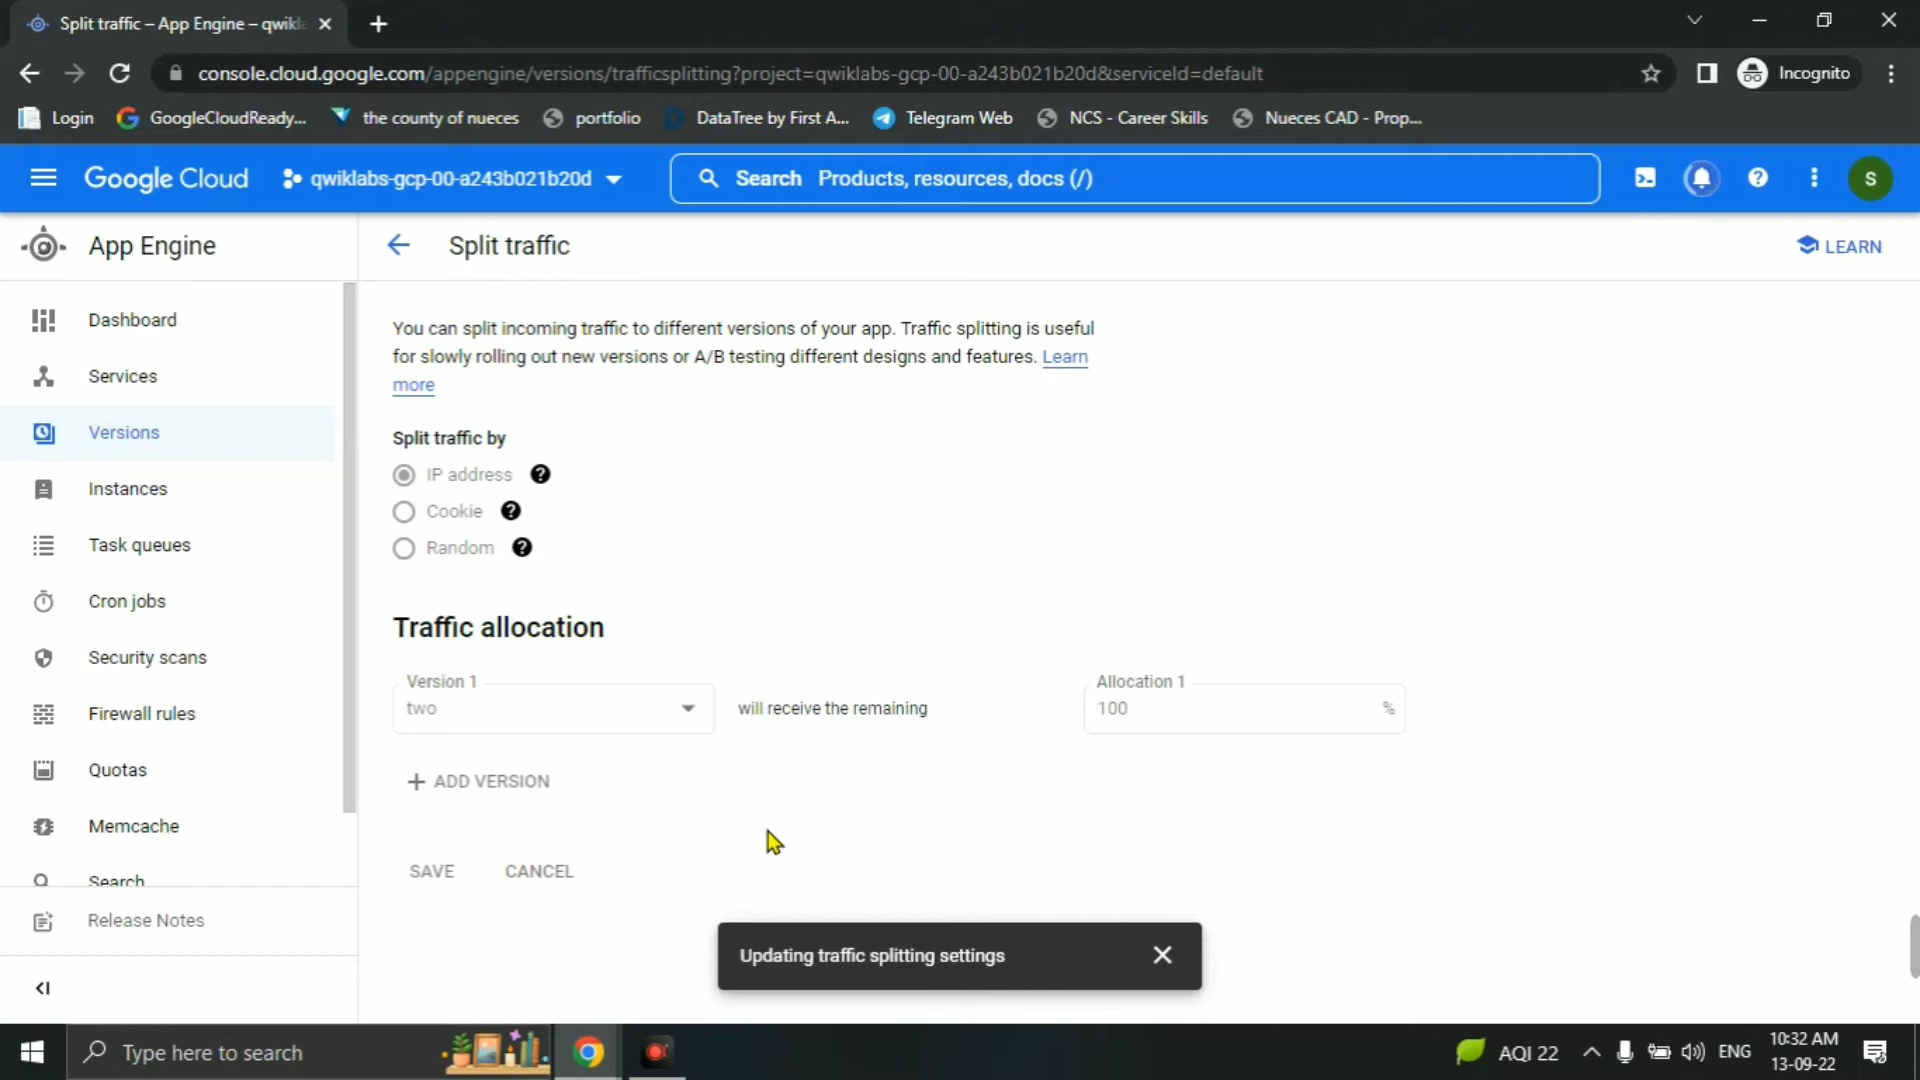 Split traffic – App Engine – qwikla
console.cloud.google.com/appengine/versions/trafficsplitting?project=qwiklabs-gcp-00-a243b021b20d&serviceId=default
Incognito
Login
GoogleCloudReady...
the county of nueces
portfolio
DataTree by First A...
Telegram Web
NCS - Career Skills
Nueces CAD - Prop...
Google Cloud
qwiklabs-gcp-00-a243b021b20d
Search Products, resources, docs (/)
S
App Engine
Split traffic
LEARN
Dashboard
Services
Versions
Instances
Task queues
Cron jobs
Security scans
Firewall rules
Quotas
Memcache
Search
Release Notes
You can split incoming traffic to different versions of your app. Traffic splitting is useful
for slowly rolling out new versions or A/B testing different designs and features. Learn
more
Split traffic by
IP address
Cookie
Random
Traffic allocation
Version 1
two
will receive the remaining
Allocation 1
100
%
ADD VERSION
SAVE
CANCEL
Updating traffic splitting settings
Type here to search
AQI 22
ENG
10:32 AM
13-09-22